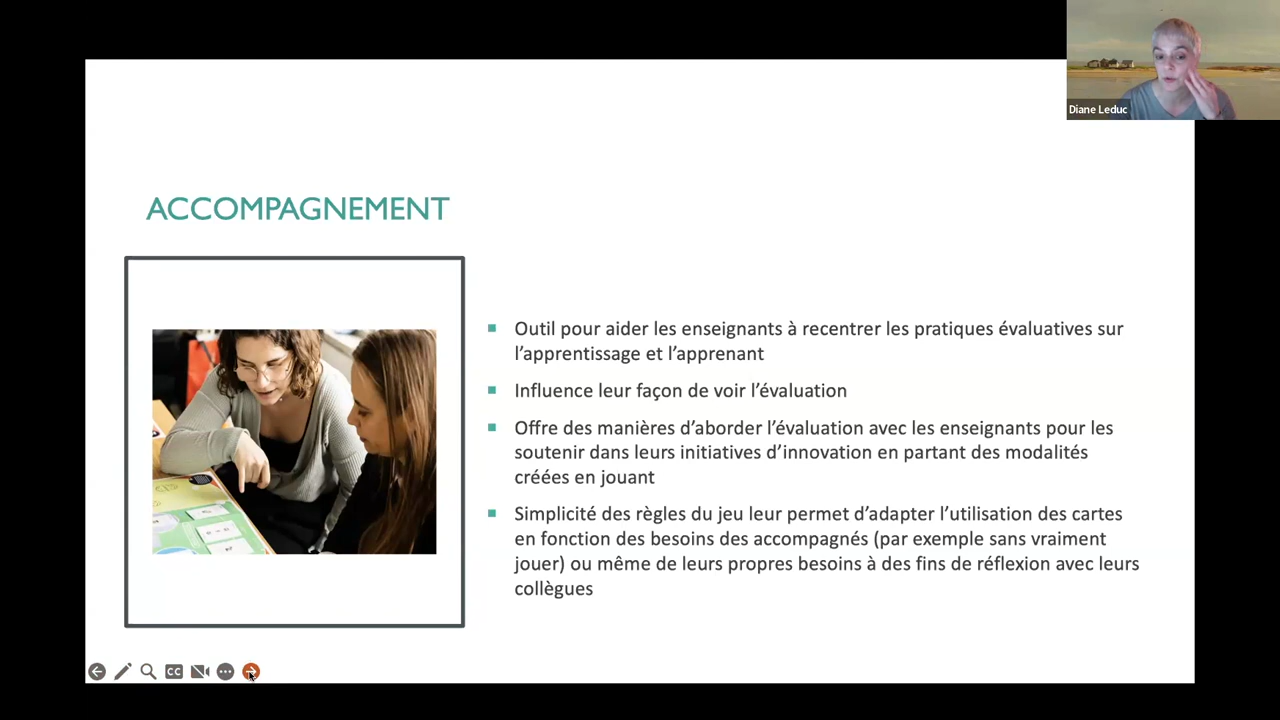 Diane Leduc
ACCOMPAGNEMENT
Outil pour aider les enseignants à recentrer les pratiques évaluatives sur
l’apprentissage et l’apprenant
Influence leur façon de voir l’évaluation
Offre des manières d’aborder l’évaluation avec les enseignants pour les
soutenir dans leurs initiatives d’innovation en partant des modalités
créées en jouant
Simplicité des règles du jeu leur permet d’adapter l’utilisation des cartes
en fonction des besoins des accompagnés (par exemple sans vraiment
jouer) ou même de leurs propres besoins à des fins de réflexion avec leurs
collègues
CC